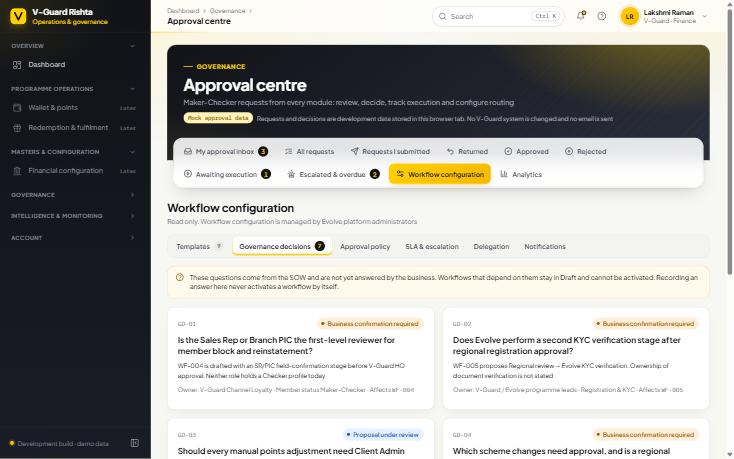 V-Guard Rishta
Operations & governance
OVERVIEW
Dashboard
PROGRAMME OPERATIONS
Wallet & points
Later
Redemption & fulfilment
Later
MASTERS & CONFIGURATION
Financial configuration
Later
GOVERNANCE
INTELLIGENCE & MONITORING
ACCOUNT
Development build · demo data
Dashboard › Governance ›
Approval centre
Search
Ctrl K
LR
Lakshmi Raman
V-Guard · Finance
GOVERNANCE
Approval centre
Maker-Checker requests from every module: review, decide, track execution and configure routing
Mock approval data
Requests and decisions are development data stored in this browser tab. No V-Guard system is changed and no email is sent
My approval inbox 3
All requests
Requests I submitted
Returned
Approved
Rejected
Awaiting execution 1
Escalated & overdue 2
Workflow configuration
Analytics
Workflow configuration
Read only. Workflow configuration is managed by Evolve platform administrators
Templates 9
Governance decisions 7
Approval policy
SLA & escalation
Delegation
Notifications
These questions come from the SOW and are not yet answered by the business. Workflows that depend on them stay in Draft and cannot be activated. Recording an
answer here never activates a workflow by itself.
GD-01
Business confirmation required
Is the Sales Rep or Branch PIC the first-level reviewer for
member block and reinstatement?
WF-004 is drafted with an SR/PIC field-confirmation stage before V-Guard HO
approval. Neither role holds a Checker profile today
Owner: V-Guard Channel Loyalty · Member status Maker-Checker · Affects WF-004
GD-02
Business confirmation required
Does Evolve perform a second KYC verification stage after
regional registration approval?
WF-005 proposes Regional review → Evolve KYC verification. Ownership of
document verification is not stated
Owner: V-Guard / Evolve programme leads · Registration & KYC · Affects WF-005
GD-03
Proposal under review
Should every manual points adjustment need Client Admin
GD-04
Business confirmation required
Which scheme changes need approval, and is a regional